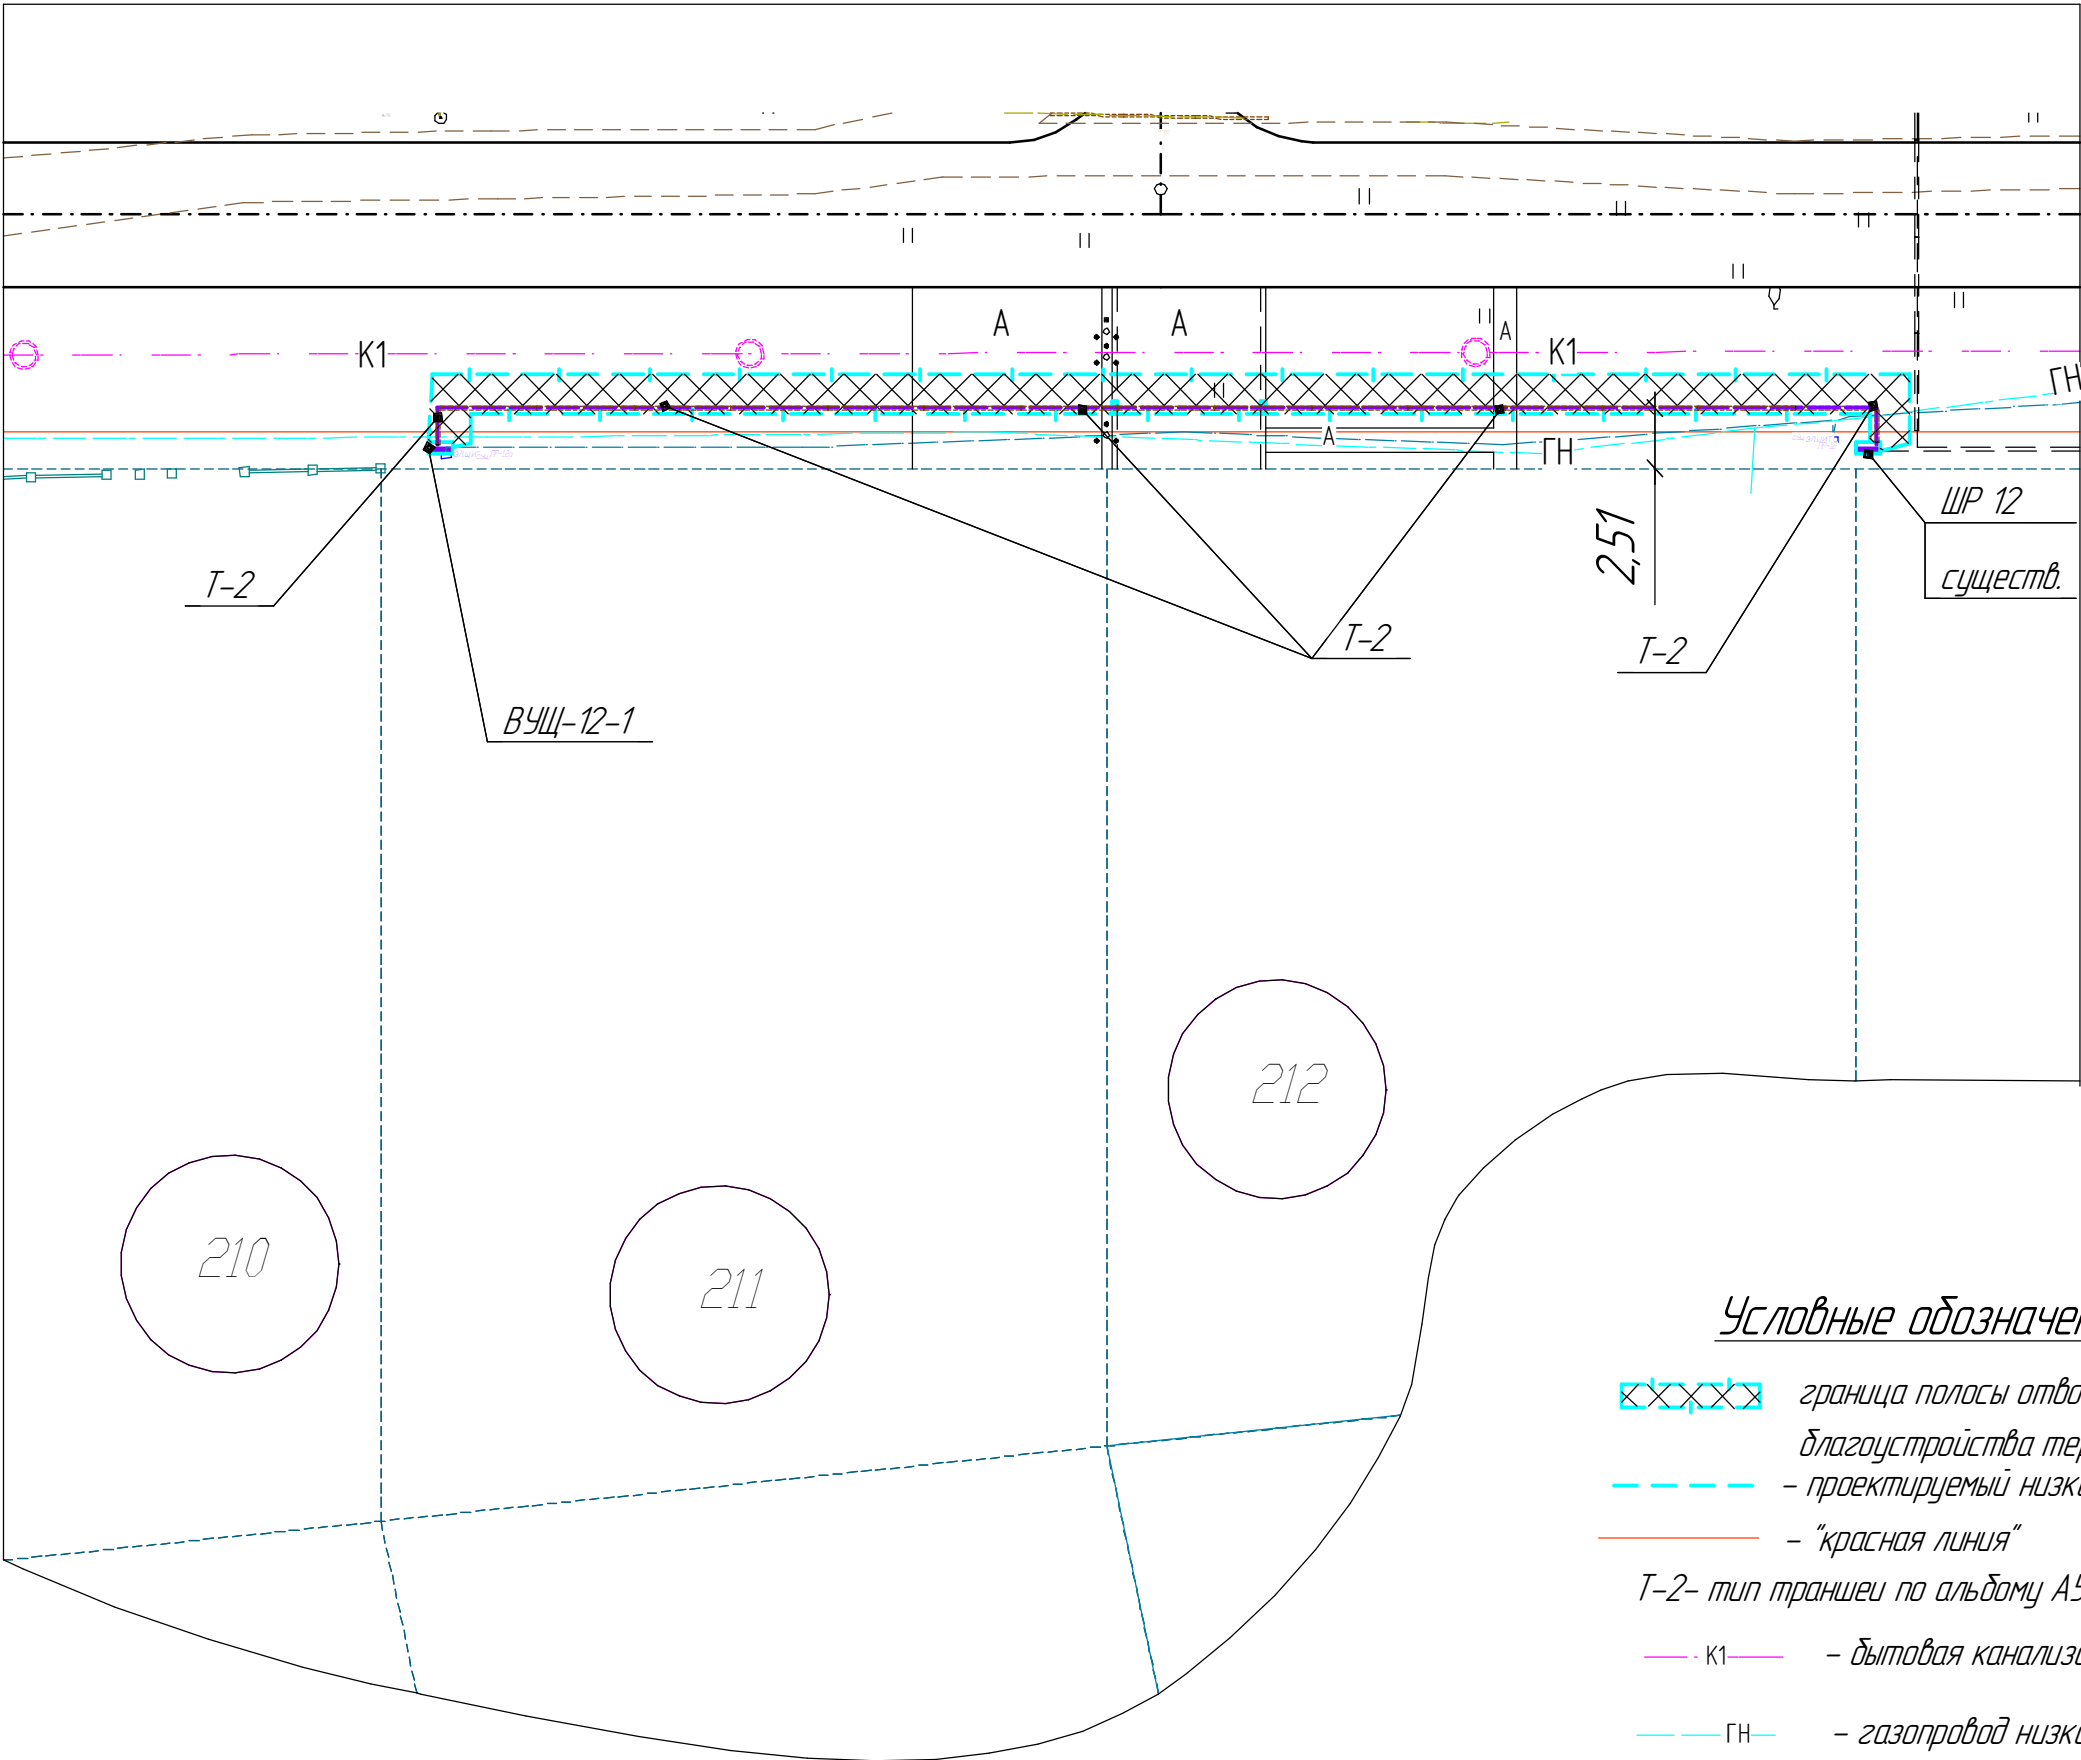 А
А
А
К1
К1
ГН
А
ГН
2,51
ШР 12
существ.
Т-2
Т-2
Т-2
ВУЩ-12-1
212
210
211
Условные обозначе
граница полосы отво
благоустройства те
- проектируемый низк
- "красная линия"
Т-2- тип траншеи по альбому А5
К1 - бытовая канализ
ГН - газопровод низк